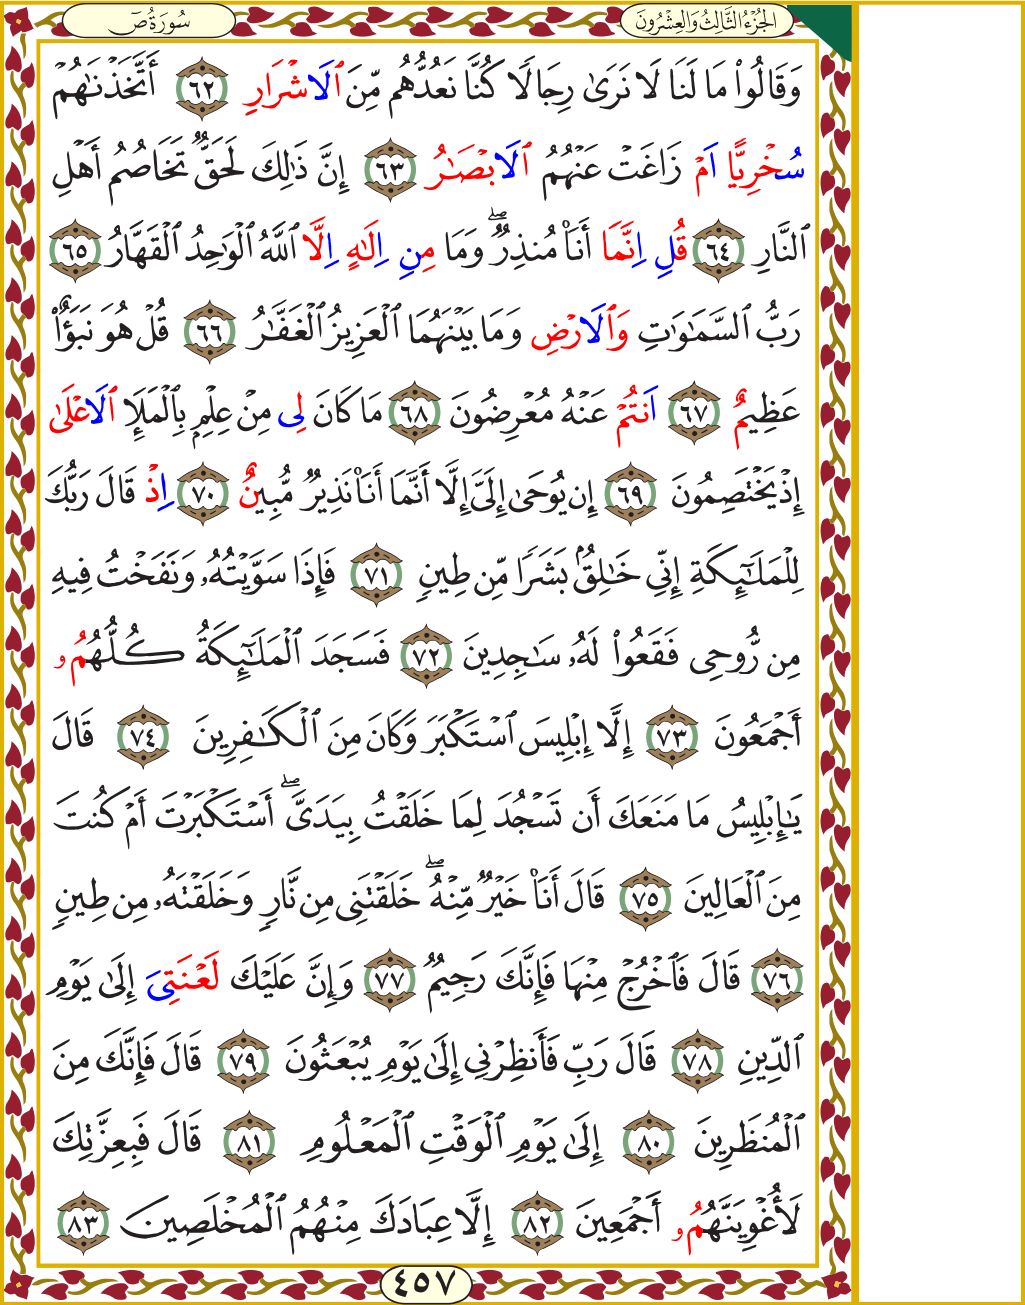 الجُزْءُ الثَّالِثُ وَالعِشْرُونَ
سُورَةُ صٓ
وَقَالُوا۟ مَا لَنَا لَا نَرَىٰ رِجَالًا كُنَّا نَعُدُّهُم مِّنَ ٱلَاشْرَارِ ٦٢ أَتَّخَذْنَـٰهُمْ
سُخْرِيًّا اَمْ زَاغَتْ عَنْهُمُ ٱلَابْصَـٰرُ ٦٣ إِنَّ ذَٰلِكَ لَحَقٌّ تَخَاصُمُ أَهْلِ
ٱلنَّارِ ٦٤ قُلِ اِنَّمَا أَنَا۠ مُنذِرٌ ۖ وَمَا مِنِ اِلَـٰهٍ اِلَّا ٱللَّهُ ٱلْوَٰحِدُ ٱلْقَهَّارُ ٦٥
رَبُّ ٱلسَّمَـٰوَٰتِ وَٱلَارْضِ وَمَا بَيْنَهُمَا ٱلْعَزِيزُ ٱلْغَفَّـٰرُ ٦٦ قُلْ هُوَ نَبَؤٌا۟
عَظِيمٌ ٦٧ اَنتُمْ عَنْهُ مُعْرِضُونَ ٦٨ مَا كَانَ لِى مِنْ عِلْمٍۭ بِٱلْمَلَإِ ٱلَاعْلَىٰ
إِذْ يَخْتَصِمُونَ ٦٩ إِن يُوحَىٰ إِلَىَّ إِلَّا أَنَّمَا أَنَا۠ نَذِيرٌ مُّبِينٌ ٧٠ اِذْ قَالَ رَبُّكَ
لِلْمَلَـٰٓئِكَةِ إِنِّى خَـٰلِقٌۢ بَشَرًا مِّن طِينٍ ٧١ فَإِذَا سَوَّيْتُهُۥ وَنَفَخْتُ فِيهِ
مِن رُّوحِى فَقَعُوا۟ لَهُۥ سَـٰجِدِينَ ٧٢ فَسَجَدَ ٱلْمَلَـٰٓئِكَةُ كُلُّهُمُۥ
أَجْمَعُونَ ٧٣ إِلَّا إِبْلِيسَ ٱسْتَكْبَرَ وَكَانَ مِنَ ٱلْكَـٰفِرِينَ ٧٤ قَالَ
يَـٰإِبْلِيسُ مَا مَنَعَكَ أَن تَسْجُدَ لِمَا خَلَقْتُ بِيَدَىَّ ۖ أَسْتَكْبَرْتَ أَمْ كُنتَ
مِنَ ٱلْعَالِينَ ٧٥ قَالَ أَنَا۠ خَيْرٌ مِّنْهُ ۖ خَلَقْتَنِى مِن نَّارٍ وَخَلَقْتَهُۥ مِن طِينٍ
٧٦ قَالَ فَٱخْرُجْ مِنْهَا فَإِنَّكَ رَجِيمٌ ٧٧ وَإِنَّ عَلَيْكَ لَعْنَتِىَ إِلَىٰ يَوْمِ
ٱلدِّينِ ٧٨ قَالَ رَبِّ فَأَنظِرْنِى إِلَىٰ يَوْمِ يُبْعَثُونَ ٧٩ قَالَ فَإِنَّكَ مِنَ
ٱلْمُنظَرِينَ ٨٠ إِلَىٰ يَوْمِ ٱلْوَقْتِ ٱلْمَعْلُومِ ٨١ قَالَ فَبِعِزَّتِكَ
لَأُغْوِيَنَّهُمُۥ أَجْمَعِينَ ٨٢ إِلَّا عِبَادَكَ مِنْهُمُ ٱلْمُخْلَصِينَ ٨٣
٤٥٧